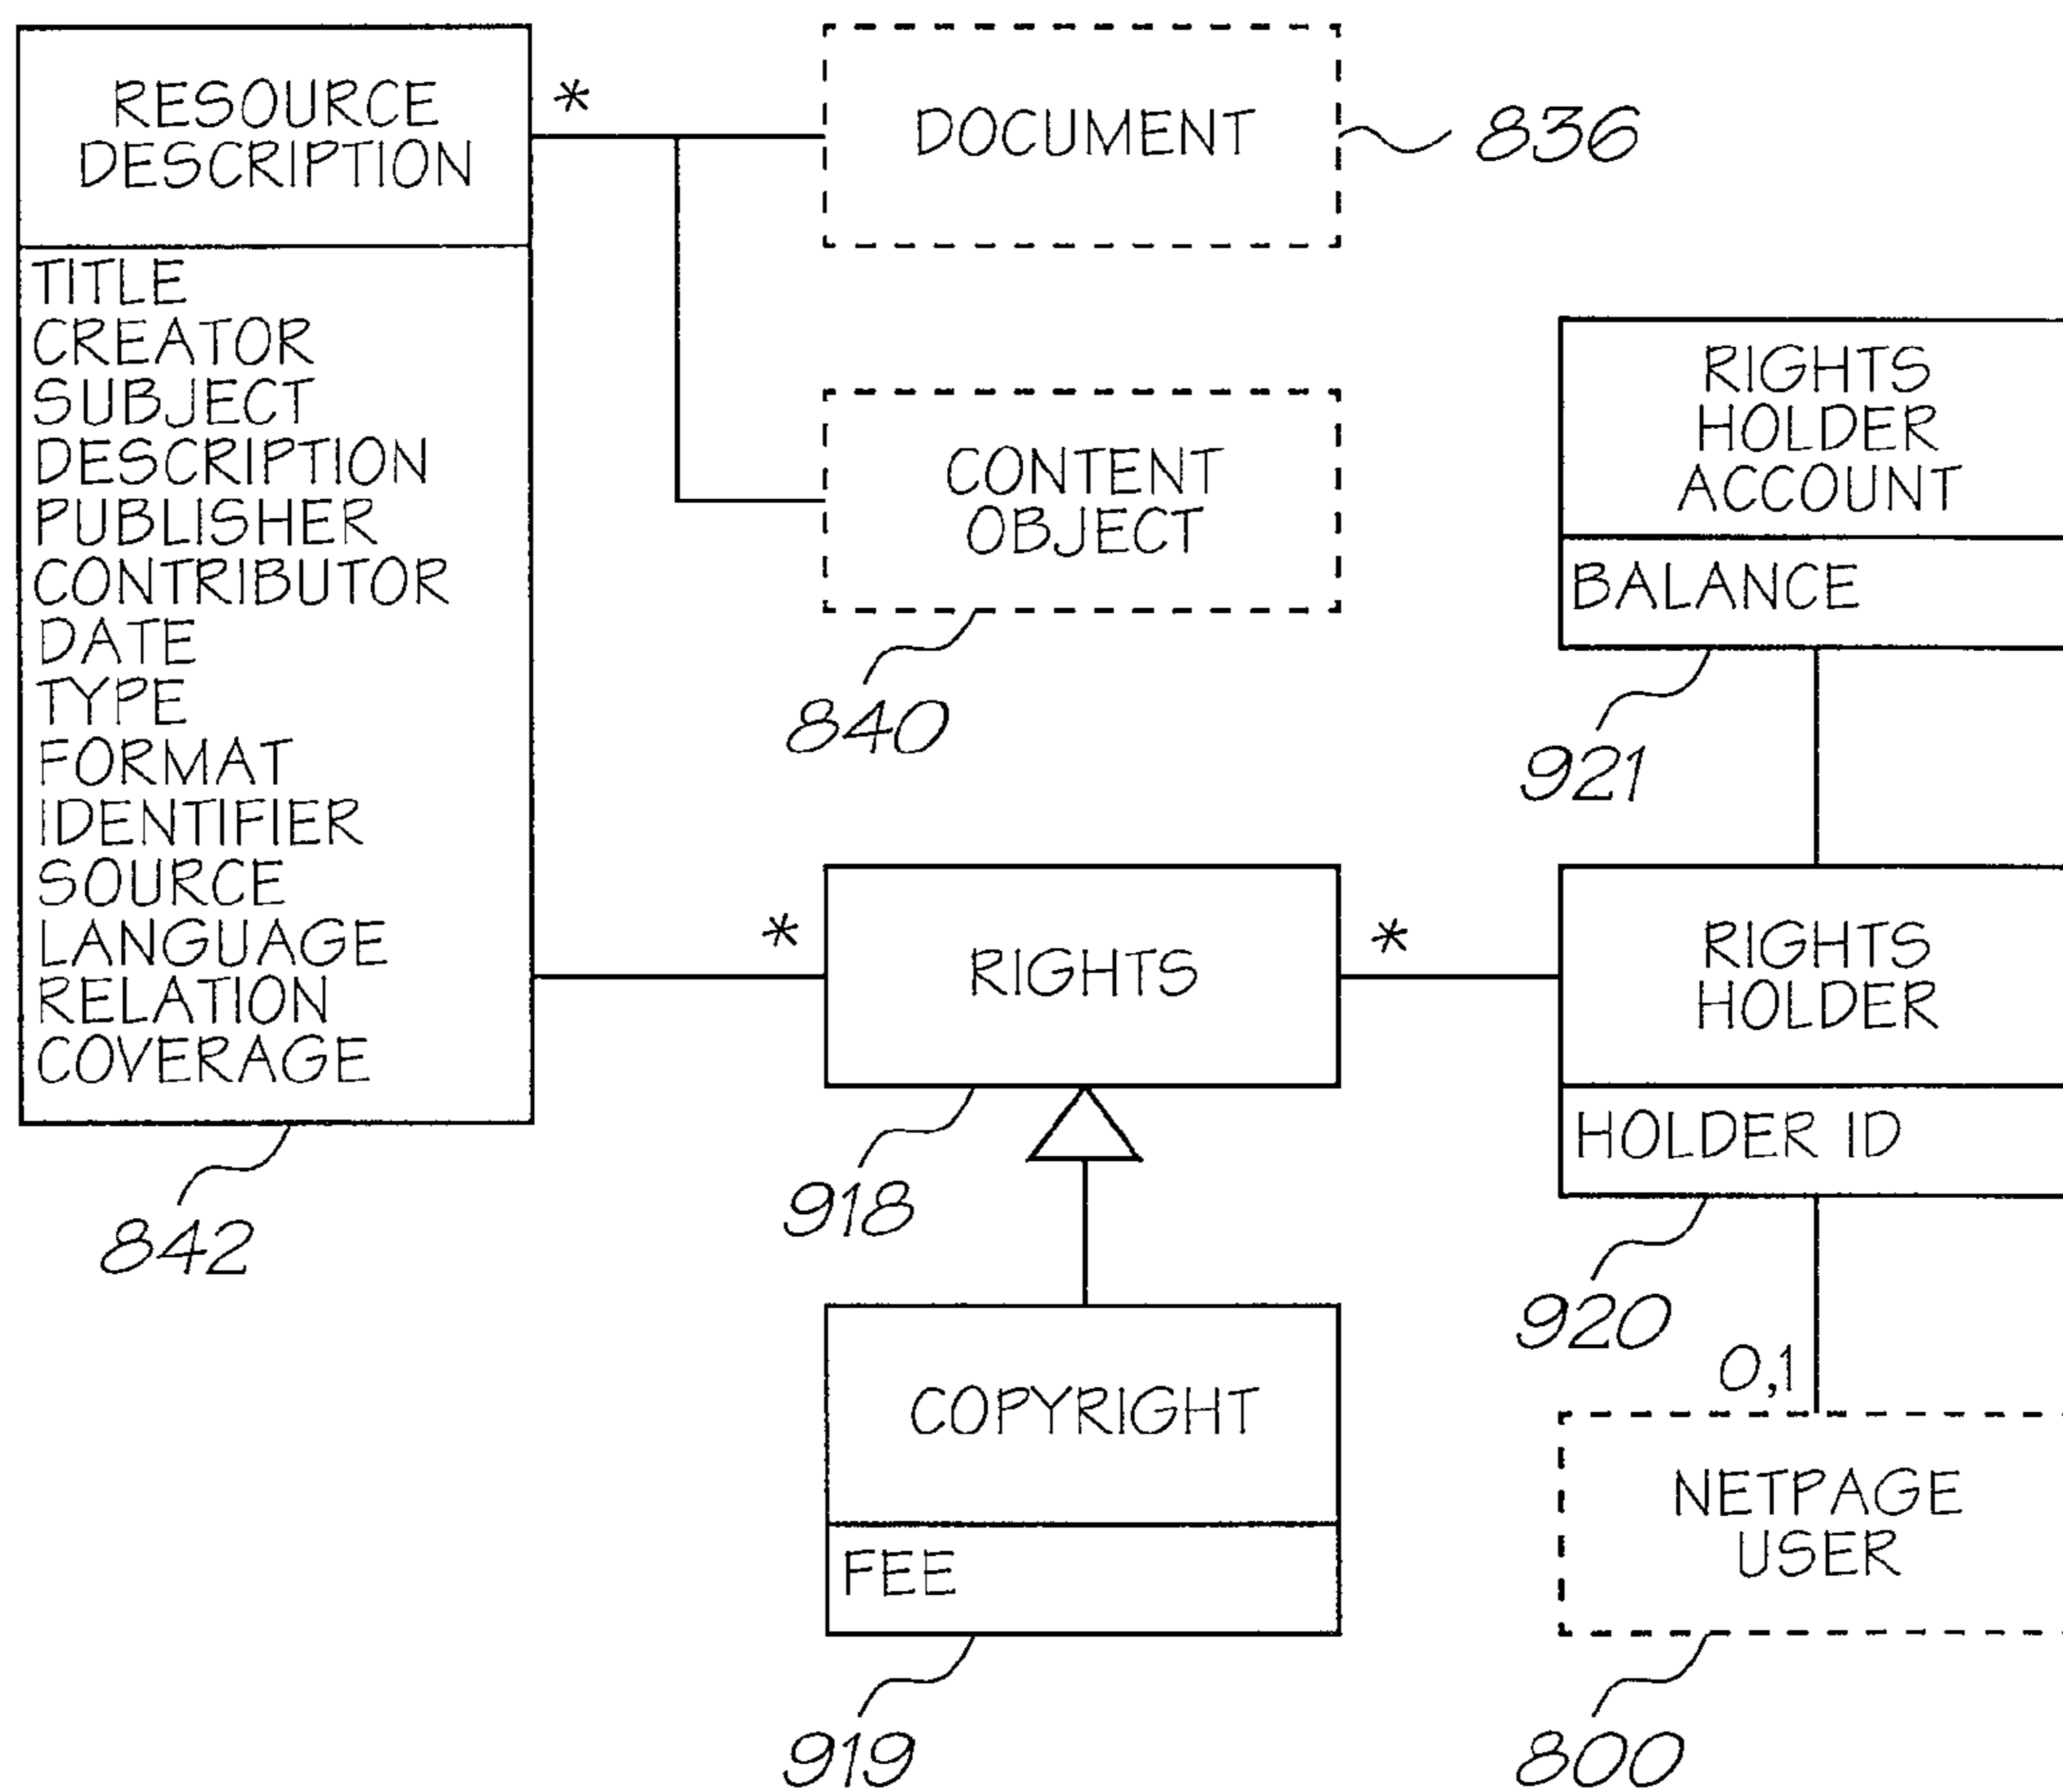 RESOURCE
DESCRIPTION
TITLE
CREATOR
SUBJECT
DESCRIPTION
PUBLISHER
CONTRIBUTOR
DATE
TYPE
FORMAT
IDENTIFIER
SOURCE
LANGUAGE
RELATION
COVERAGE
842
*
DOCUMENT
836
CONTENT
OBJECT
840
RIGHTS
HOLDER
ACCOUNT
BALANCE
921
*
RIGHTS
*
918
RIGHTS
HOLDER
HOLDER ID
920
COPYRIGHT
FEE
919
0,1
NETPAGE
USER
800